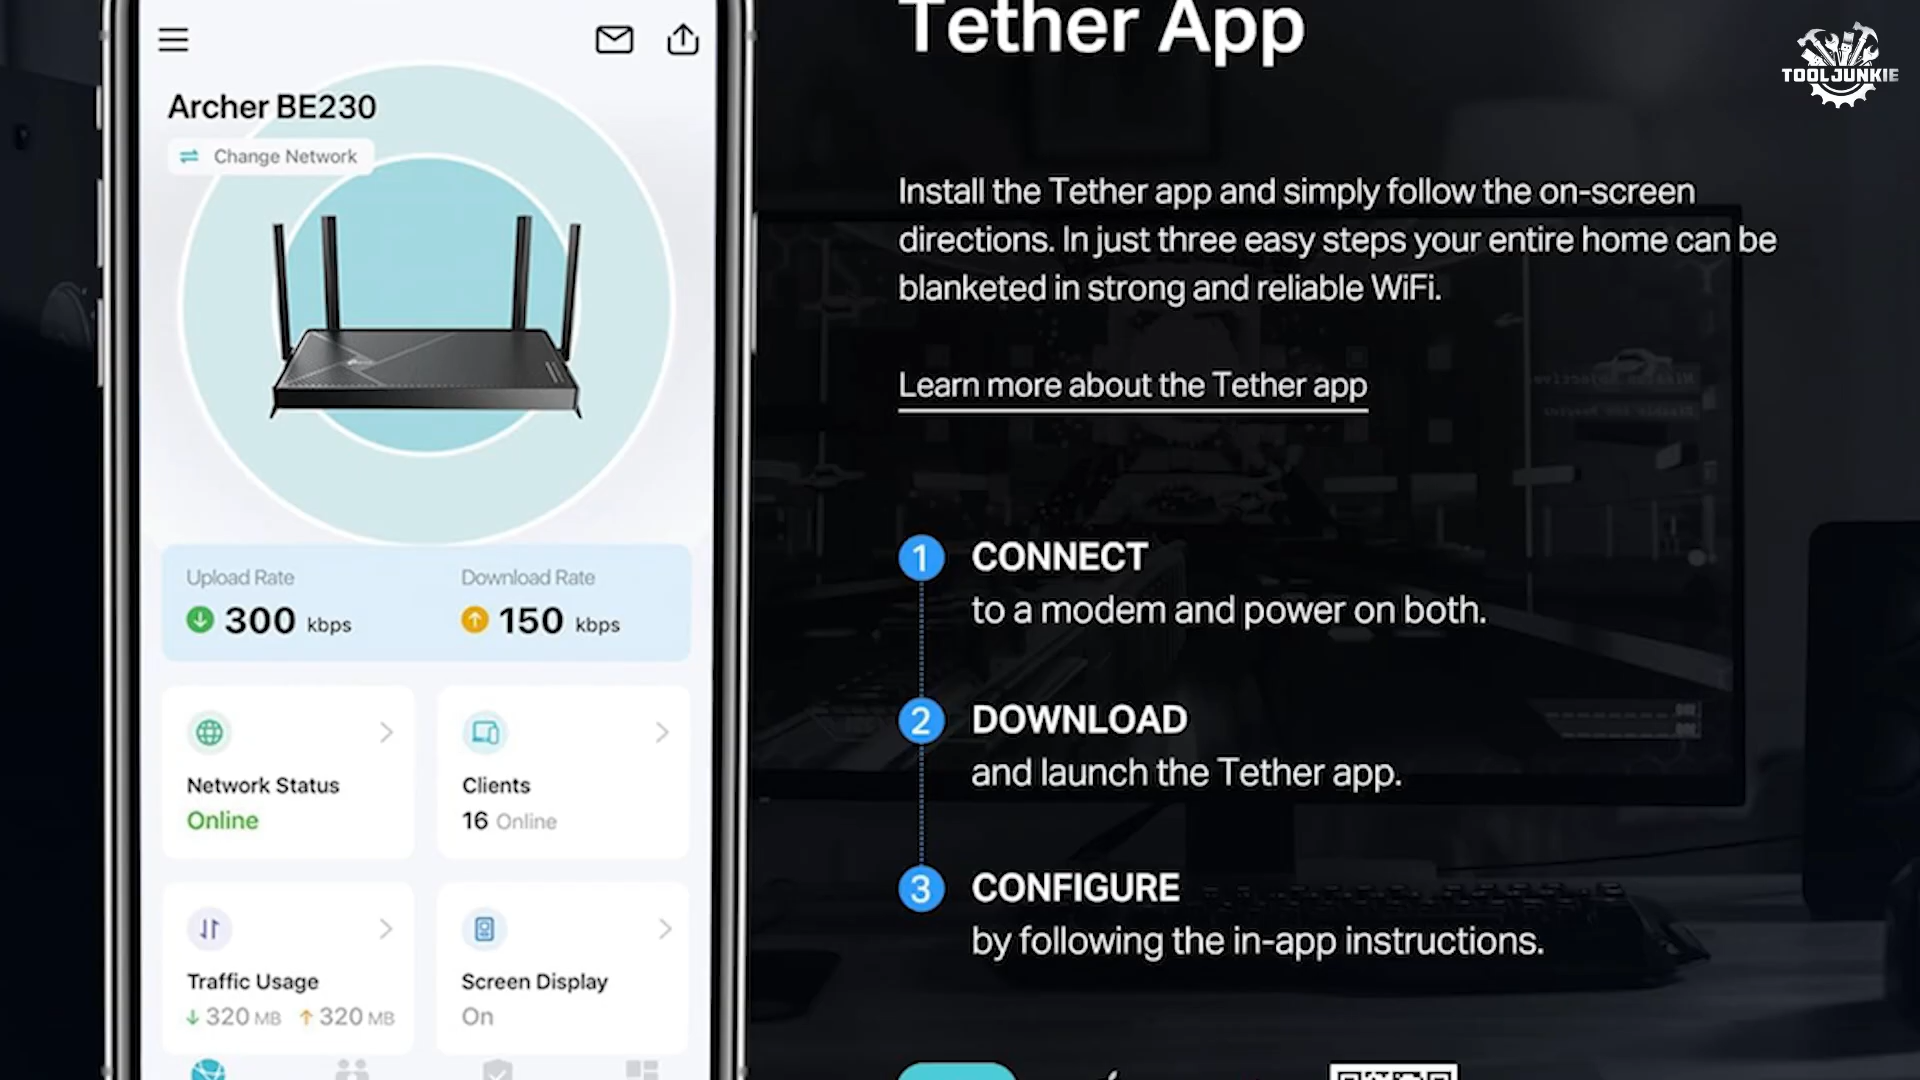 Tether App
TOOLJUNKIE
Archer BE230
Change Network
Install the Tether app and simply follow the on-screen
directions. In just three easy steps your entire home can be
blanketed in strong and reliable WiFi.
Learn more about the Tether app
Upload Rate
300 kbps
Download Rate
150 kbps
Network Status
Online
Clients
16 Online
Traffic Usage
320 MB 320 MB
Screen Display
On
1 CONNECT
to a modem and power on both.
2 DOWNLOAD
and launch the Tether app.
3 CONFIGURE
by following the in-app instructions.